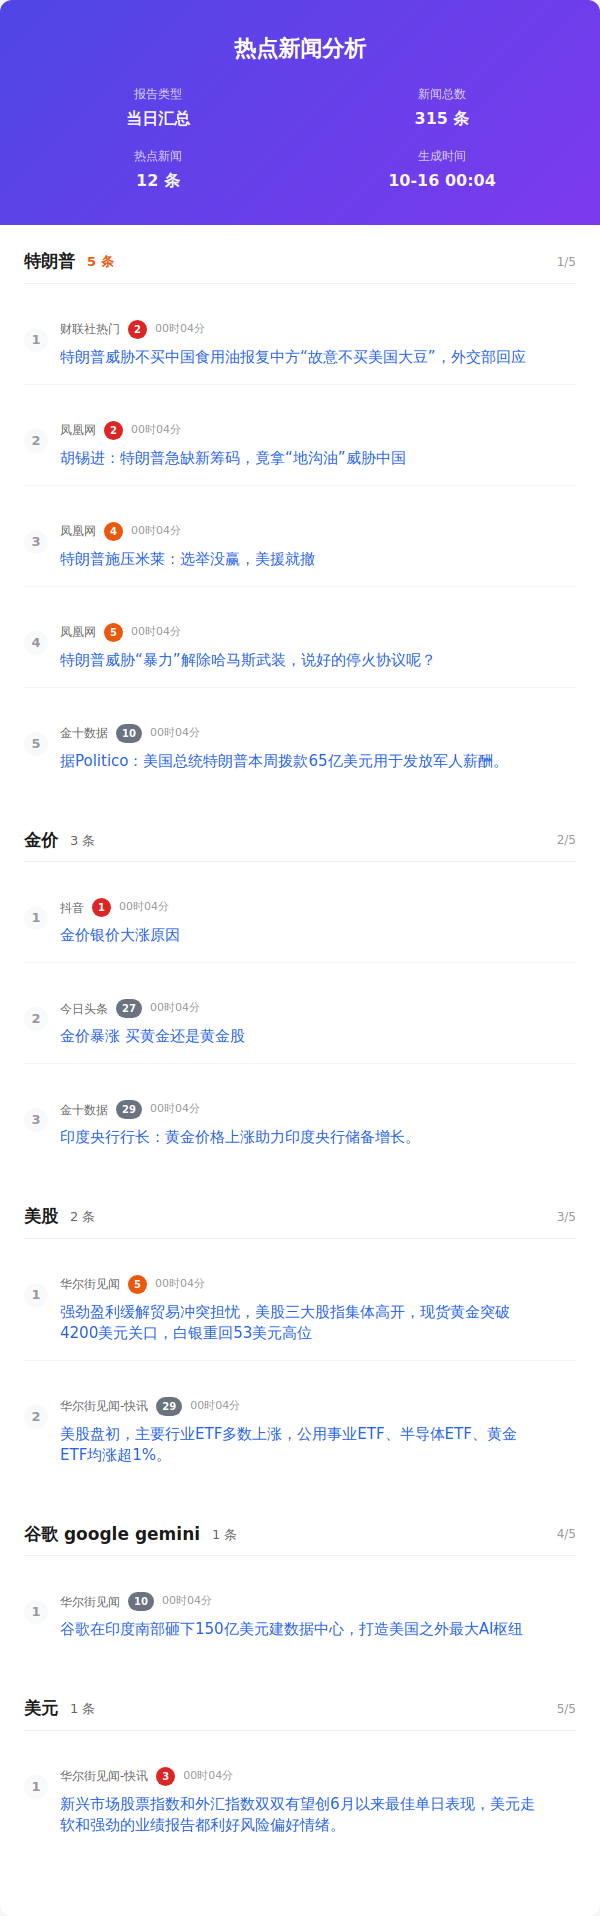 热点新闻分析
报告类型
新闻总数
当日汇总
315 条
热点新闻
生成时间
12 条
10-16 00:04
特朗普 5 条 1/5
1
财联社热门 2 00时04分
特朗普威胁不买中国食用油报复中方“故意不买美国大豆”，外交部回应
2
凤凰网 2 00时04分
胡锡进：特朗普急缺新筹码，竟拿“地沟油”威胁中国
3
凤凰网 4 00时04分
特朗普施压米莱：选举没赢，美援就撤
4
凤凰网 5 00时04分
特朗普威胁“暴力”解除哈马斯武装，说好的停火协议呢？
5
金十数据 10 00时04分
据Politico：美国总统特朗普本周拨款65亿美元用于发放军人薪酬。
金价 3 条 2/5
1
抖音 1 00时04分
金价银价大涨原因
2
今日头条 27 00时04分
金价暴涨 买黄金还是黄金股
3
金十数据 29 00时04分
印度央行行长：黄金价格上涨助力印度央行储备增长。
美股 2 条 3/5
1
华尔街见闻 5 00时04分
强劲盈利缓解贸易冲突担忧，美股三大股指集体高开，现货黄金突破
4200美元关口，白银重回53美元高位
2
华尔街见闻-快讯 29 00时04分
美股盘初，主要行业ETF多数上涨，公用事业ETF、半导体ETF、黄金
ETF均涨超1%。
谷歌 google gemini 1 条 4/5
1
华尔街见闻 10 00时04分
谷歌在印度南部砸下150亿美元建数据中心，打造美国之外最大AI枢纽
美元 1 条 5/5
1
华尔街见闻-快讯 3 00时04分
新兴市场股票指数和外汇指数双双有望创6月以来最佳单日表现，美元走
软和强劲的业绩报告都利好风险偏好情绪。